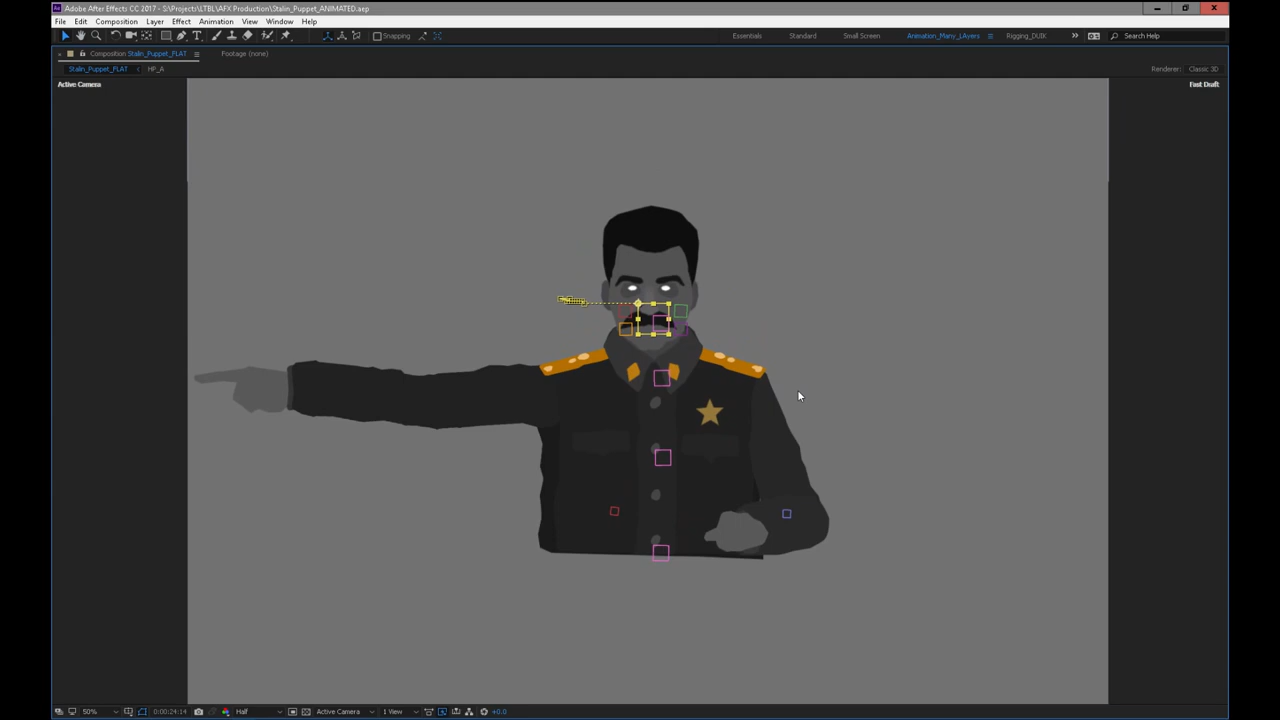 Adobe After Effects CC 2017 - S:\Projects\LTBL\AFX Production\Stalin_Puppet_ANIMATED.aep
File Edit Composition Layer Effect Animation View Window Help
Snapping Essentials Standard Small Screen Animation_Many_LAyers Rigging_DUIK Search Help
Composition Stalin_Puppet_FLAT Footage (none)
Stalin_Puppet_FLAT HP_A Renderer: Classic 3D
Active Camera Fast Draft
50% 0:00:24:14 Half Active Camera 1 View +0.0